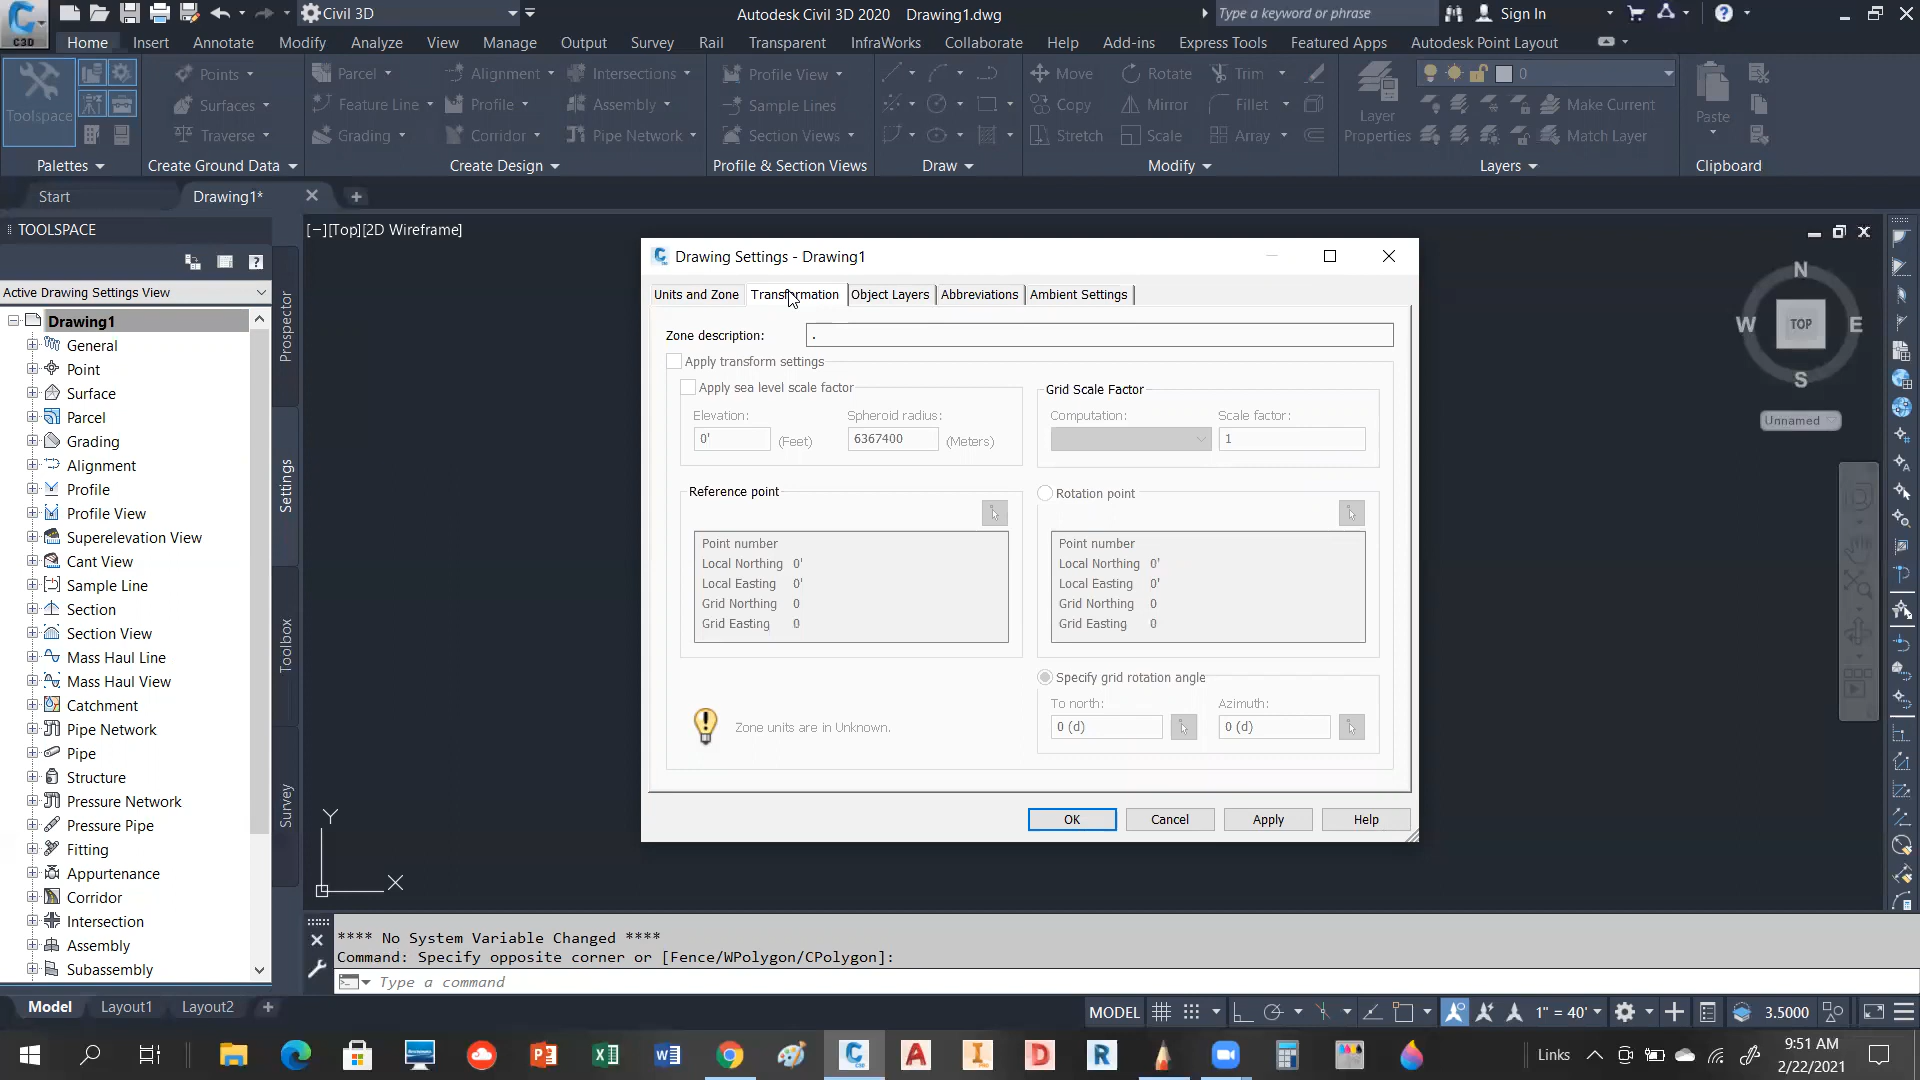 C3D
Civil 3D
Autodesk Civil 3D 2020 Drawing1.dwg
Type a keyword or phrase
Sign In
Home Insert Annotate Modify Analyze View Manage Output Survey Rail Transparent InfraWorks Collaborate Help Add-ins Express Tools Featured Apps Autodesk Point Layout
Toolspace
Points
Surfaces
Traverse
Parcel
Feature Line
Grading
Alignment
Profile
Corridor
Intersections
Assembly
Pipe Network
Profile View
Sample Lines
Section Views
Move Rotate Trim
Copy Mirror Fillet
Stretch Scale Array
Layer
Properties
0
Make Current
Match Layer
Paste
Palettes Create Ground Data Create Design Profile & Section Views Draw Modify Layers Clipboard
Start Drawing1*
TOOLSPACE
[−][Top][2D Wireframe]
Active Drawing Settings View
Drawing1
General
Point
Surface
Parcel
Grading
Alignment
Profile
Profile View
Superelevation View
Cant View
Sample Line
Section
Section View
Mass Haul Line
Mass Haul View
Catchment
Pipe Network
Pipe
Structure
Pressure Network
Pressure Pipe
Fitting
Appurtenance
Corridor
Intersection
Assembly
Subassembly
Prospector
Settings
Toolbox
Survey
Drawing Settings - Drawing1
Units and Zone Transformation Object Layers Abbreviations Ambient Settings
Zone description: .
Apply transform settings
Apply sea level scale factor
Elevation: Spheroid radius:
0' (Feet) 6367400 (Meters)
Grid Scale Factor
Computation: Scale factor:
1
Reference point
Point number
Local Northing 0'
Local Easting 0'
Grid Northing 0
Grid Easting 0
Rotation point
Point number
Local Northing 0'
Local Easting 0'
Grid Northing 0
Grid Easting 0
Zone units are in Unknown.
Specify grid rotation angle
To north: Azimuth:
0 (d) 0 (d)
OK Cancel Apply Help
N
W TOP E
S
Unnamed
Y
X
**** No System Variable Changed ****
Command: Specify opposite corner or [Fence/WPolygon/CPolygon]:
Type a command
Model Layout1 Layout2 +
MODEL 1" = 40' 3.5000
Links
9:51 AM
2/22/2021